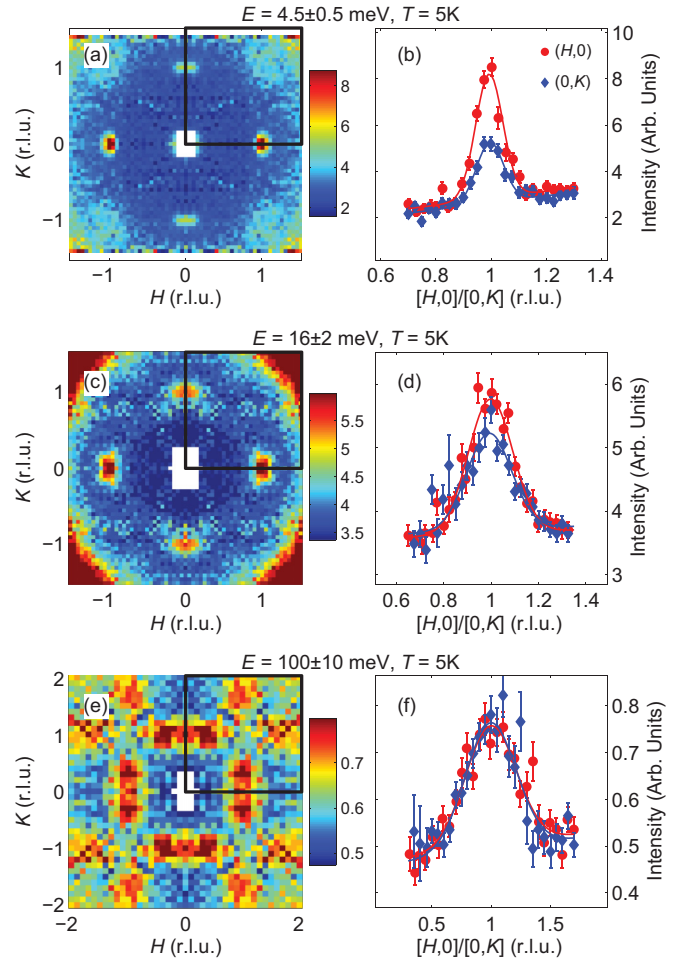 E = 4.5±0.5 meV, T = 5K
(a)
K (r.l.u.)
1
0
−1
−1 0 1
H (r.l.u.)
8
6
4
2
(b)
(H,0)
(0,K)
10
8
6
4
2
Intensity (Arb. Units)
0.6 0.8 1 1.2 1.4
[H,0]/[0,K] (r.l.u.)
E = 16±2 meV, T = 5K
(c)
K (r.l.u.)
1
0
−1
−1 0 1
H (r.l.u.)
5.5
5
4.5
4
3.5
(d)
6
5
4
3
Intensity (Arb. Units)
0.6 0.8 1 1.2 1.4
[H,0]/[0,K] (r.l.u.)
E = 100±10 meV, T = 5K
(e)
K (r.l.u.)
2
1
0
−1
−2
−2 0 2
H (r.l.u.)
0.7
0.6
0.5
(f)
0.8
0.7
0.6
0.5
0.4
Intensity (Arb. Units)
0.5 1 1.5
[H,0]/[0,K] (r.l.u.)